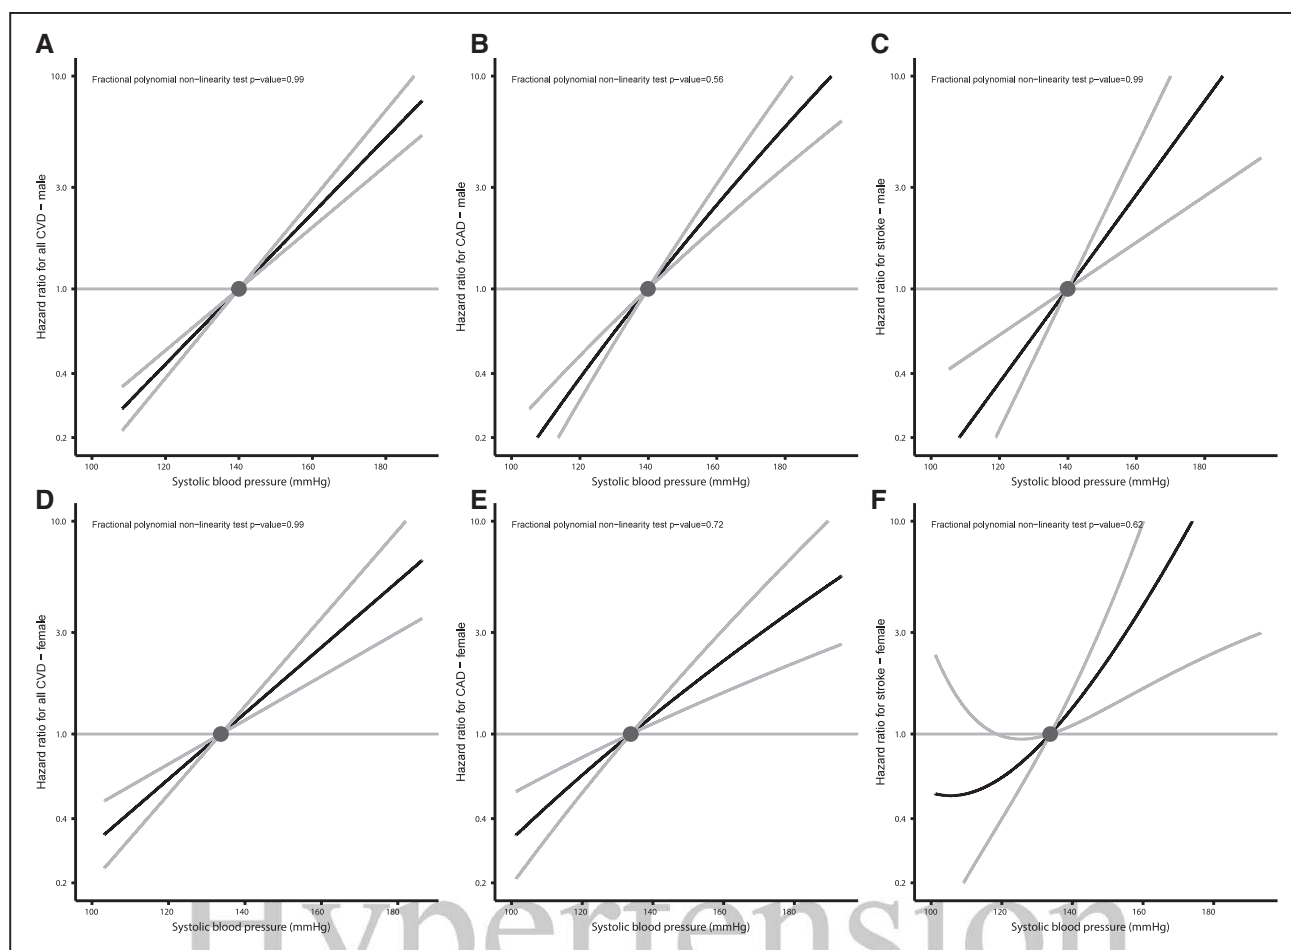 A
Fractional polynomial non-linearity test p-value=0.99
Hazard ratio for all CVD – male
10.0
3.0
1.0
0.4
0.2
100 120 140 160 180
Systolic blood pressure (mmHg)
B
Fractional polynomial non-linearity test p-value=0.56
Hazard ratio for CAD – male
10.0
3.0
1.0
0.4
0.2
100 120 140 160 180
Systolic blood pressure (mmHg)
C
Fractional polynomial non-linearity test p-value=0.99
Hazard ratio for stroke – male
10.0
3.0
1.0
0.4
0.2
100 120 140 160 180
Systolic blood pressure (mmHg)
D
Fractional polynomial non-linearity test p-value=0.99
Hazard ratio for all CVD – female
10.0
3.0
1.0
0.4
0.2
100 120 140 160 180
Systolic blood pressure (mmHg)
E
Fractional polynomial non-linearity test p-value=0.72
Hazard ratio for CAD – female
10.0
3.0
1.0
0.4
0.2
100 120 140 160 180
Systolic blood pressure (mmHg)
F
Fractional polynomial non-linearity test p-value=0.62
Hazard ratio for stroke – female
10.0
3.0
1.0
0.4
0.2
100 120 140 160 180
Systolic blood pressure (mmHg)
Hypertension